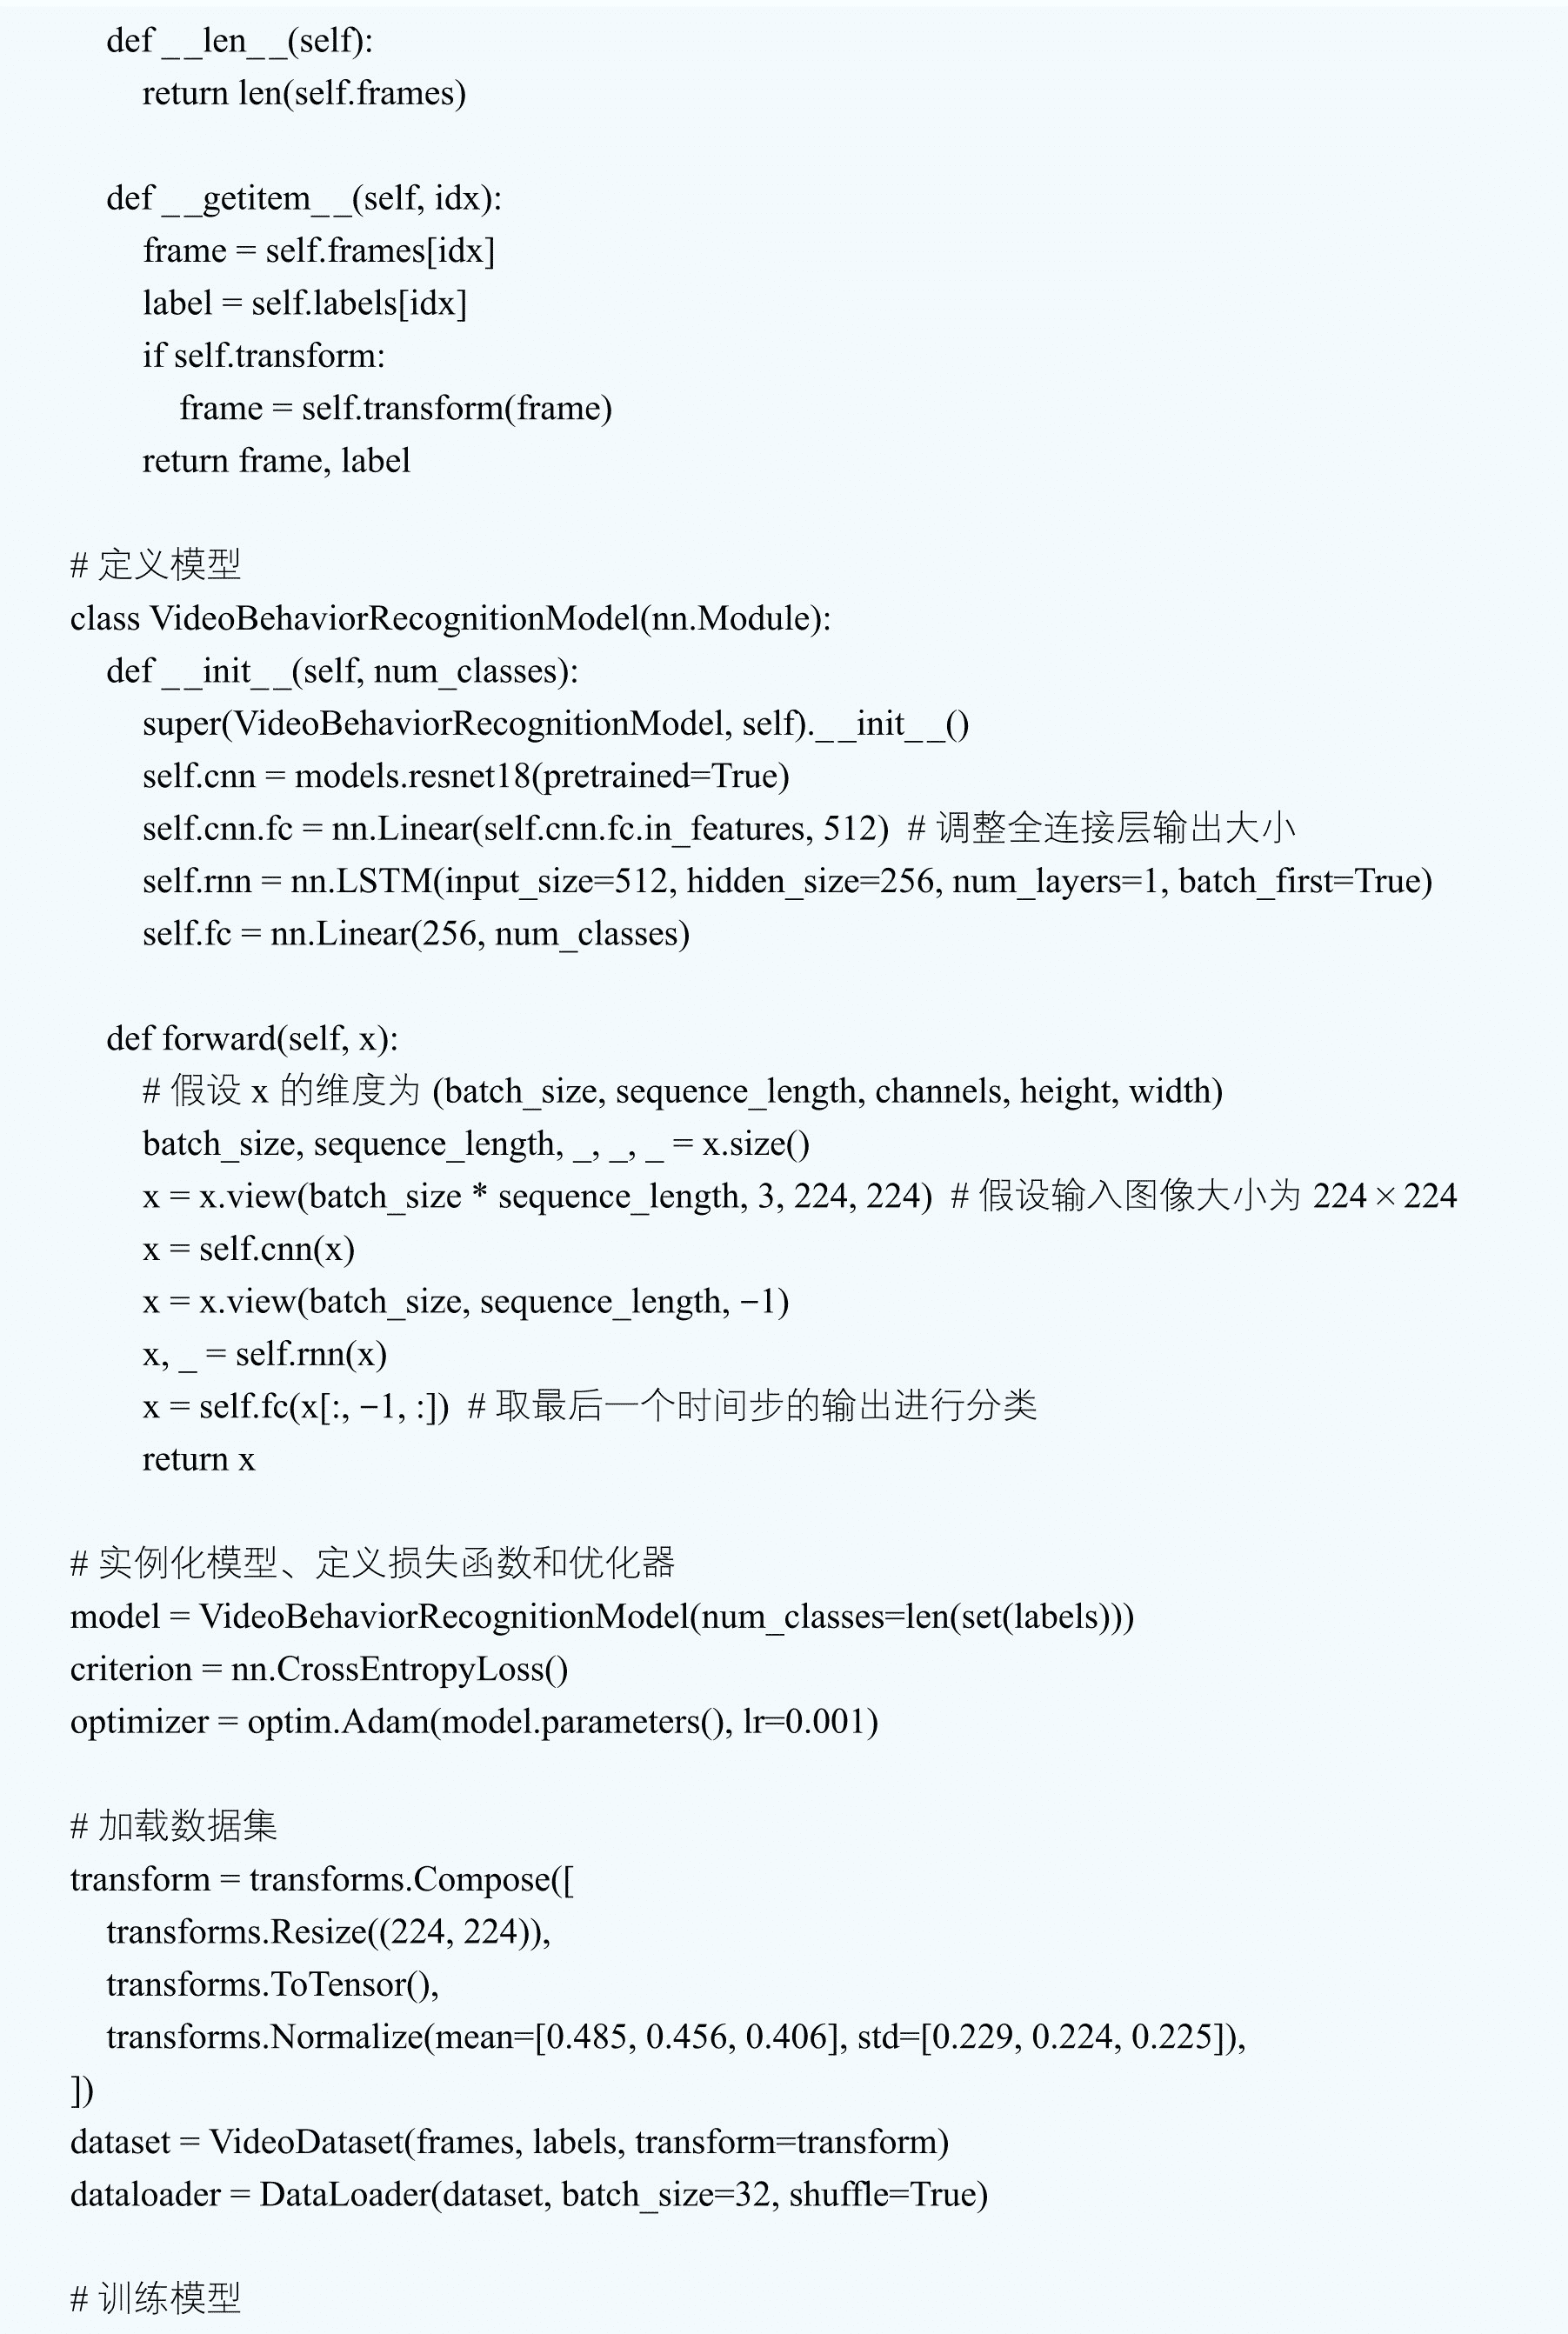 def __len__(self):
return len(self.frames)
def __getitem__(self, idx):
frame = self.frames[idx]
label = self.labels[idx]
if self.transform:
frame = self.transform(frame)
return frame, label
# 定义模型
class VideoBehaviorRecognitionModel(nn.Module):
def __init__(self, num_classes):
super(VideoBehaviorRecognitionModel, self).__init__()
self.cnn = models.resnet18(pretrained=True)
self.cnn.fc = nn.Linear(self.cnn.fc.in_features, 512)  # 调整全连接层输出大小
self.rnn = nn.LSTM(input_size=512, hidden_size=256, num_layers=1, batch_first=True)
self.fc = nn.Linear(256, num_classes)
def forward(self, x):
# 假设 x 的维度为 (batch_size, sequence_length, channels, height, width)
batch_size, sequence_length, _, _, _ = x.size()
x = x.view(batch_size * sequence_length, 3, 224, 224)  # 假设输入图像大小为 224×224
x = self.cnn(x)
x = x.view(batch_size, sequence_length, −1)
x, _ = self.rnn(x)
x = self.fc(x[:, −1, :])  # 取最后一个时间步的输出进行分类
return x
# 实例化模型、定义损失函数和优化器
model = VideoBehaviorRecognitionModel(num_classes=len(set(labels)))
criterion = nn.CrossEntropyLoss()
optimizer = optim.Adam(model.parameters(), lr=0.001)
# 加载数据集
transform = transforms.Compose([
transforms.Resize((224, 224)),
transforms.ToTensor(),
transforms.Normalize(mean=[0.485, 0.456, 0.406], std=[0.229, 0.224, 0.225]),
])
dataset = VideoDataset(frames, labels, transform=transform)
dataloader = DataLoader(dataset, batch_size=32, shuffle=True)
# 训练模型